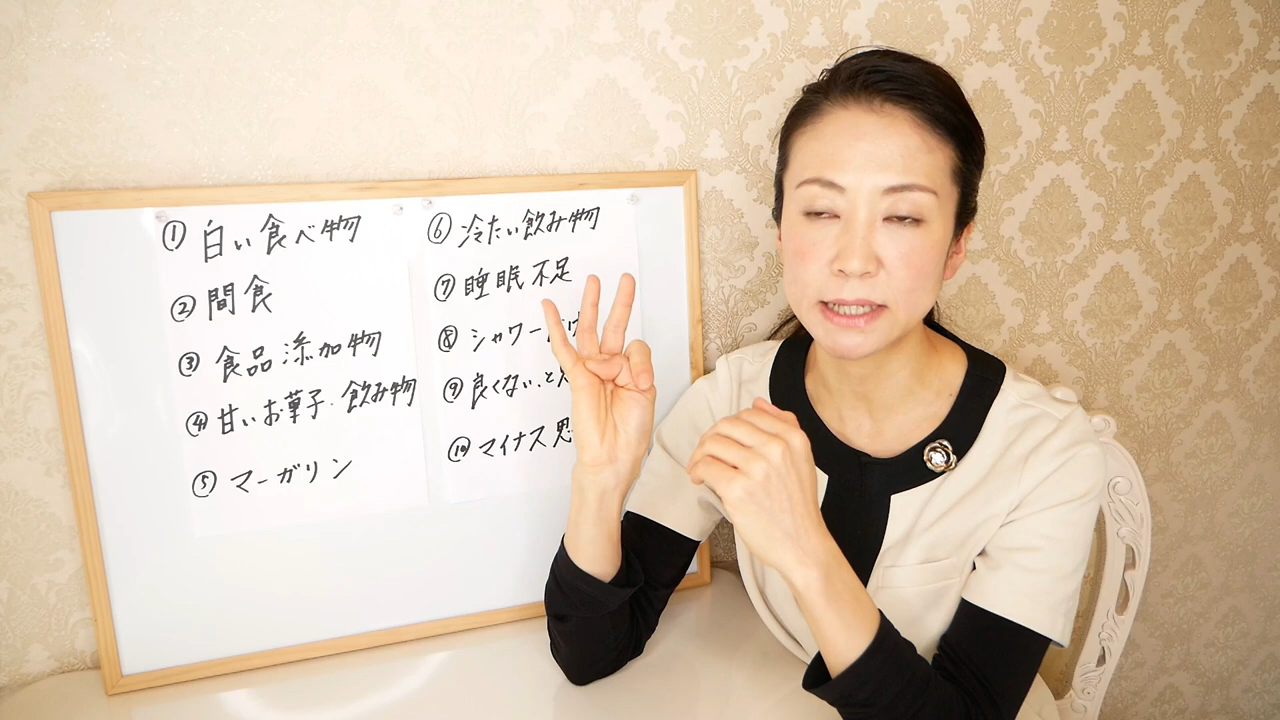 ① 白い食べ物
② 間食
③ 食品添加物
④ 甘いお菓子・飲み物
⑤ マーガリン
⑥ 冷たい飲み物
⑦ 睡眠不足
⑧ シャワー
⑨ 良くない、と
⑩ マイナス思